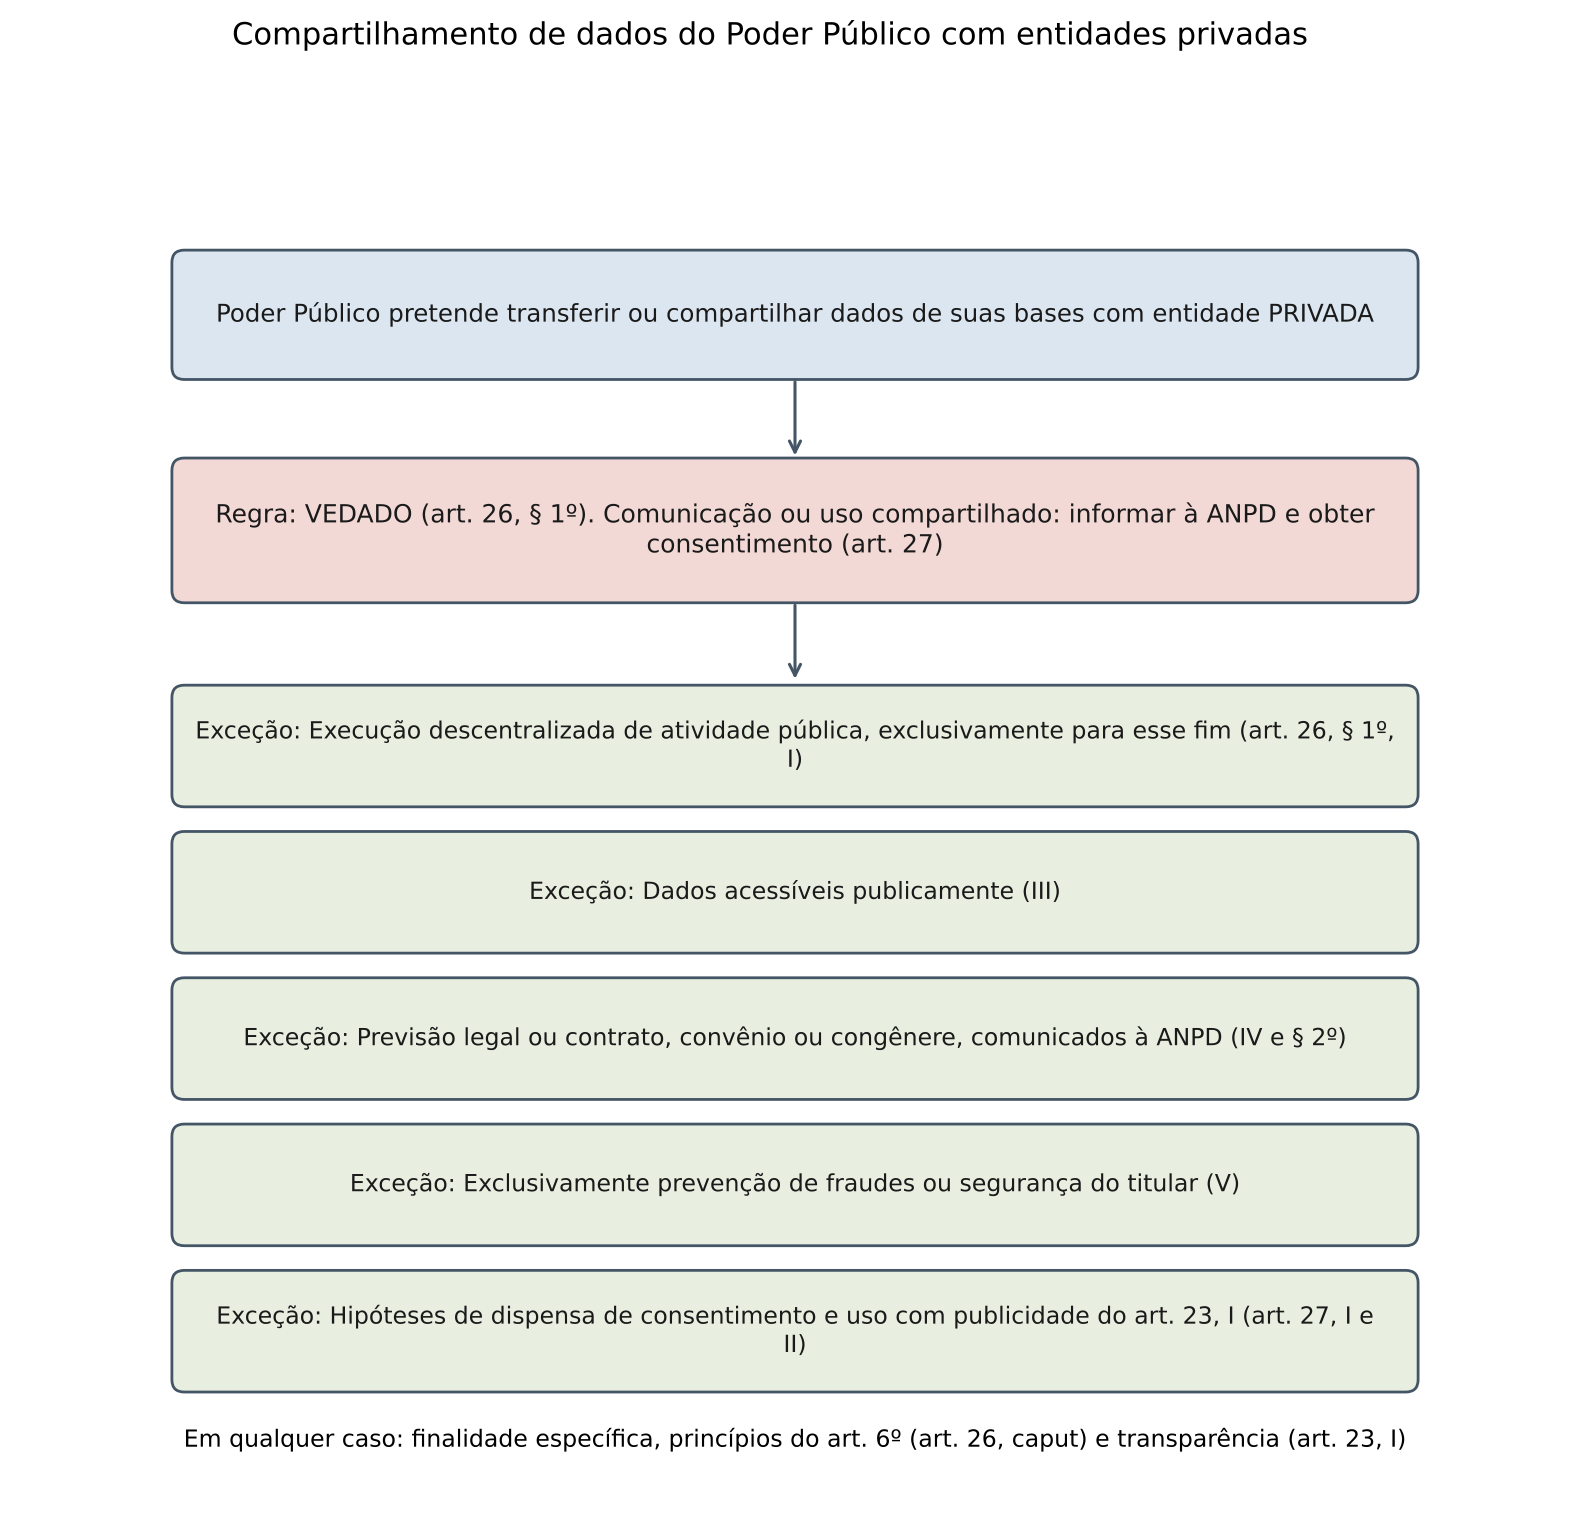 Compartilhamento de dados do Poder Público com entidades privadas
Poder Público pretende transferir ou compartilhar dados de suas bases com entidade PRIVADA
Regra: VEDADO (art. 26, § 1º). Comunicação ou uso compartilhado: informar à ANPD e obter
consentimento (art. 27)
Exceção: Execução descentralizada de atividade pública, exclusivamente para esse fim (art. 26, § 1º,
I)
Exceção: Dados acessíveis publicamente (III)
Exceção: Previsão legal ou contrato, convênio ou congênere, comunicados à ANPD (IV e § 2º)
Exceção: Exclusivamente prevenção de fraudes ou segurança do titular (V)
Exceção: Hipóteses de dispensa de consentimento e uso com publicidade do art. 23, I (art. 27, I e
II)
Em qualquer caso: finalidade específica, princípios do art. 6º (art. 26, caput) e transparência (art. 23, I)